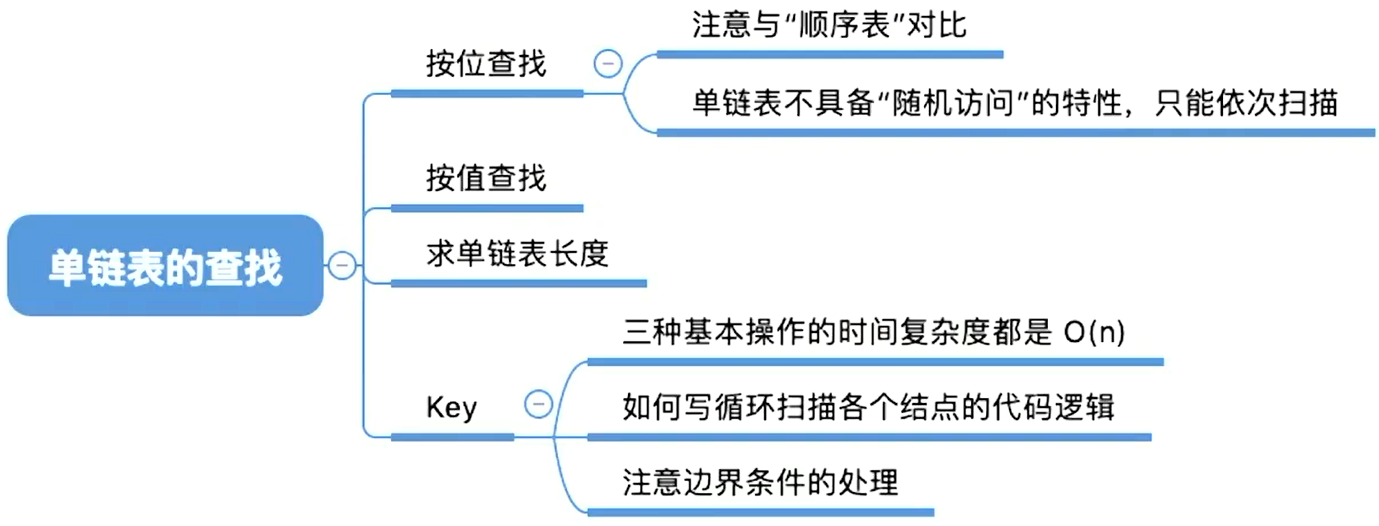 单链表的查找
按位查找
注意与“顺序表”对比
单链表不具备“随机访问”的特性，只能依次扫描
按值查找
求单链表长度
Key
三种基本操作的时间复杂度都是 O(n)
如何写循环扫描各个结点的代码逻辑
注意边界条件的处理